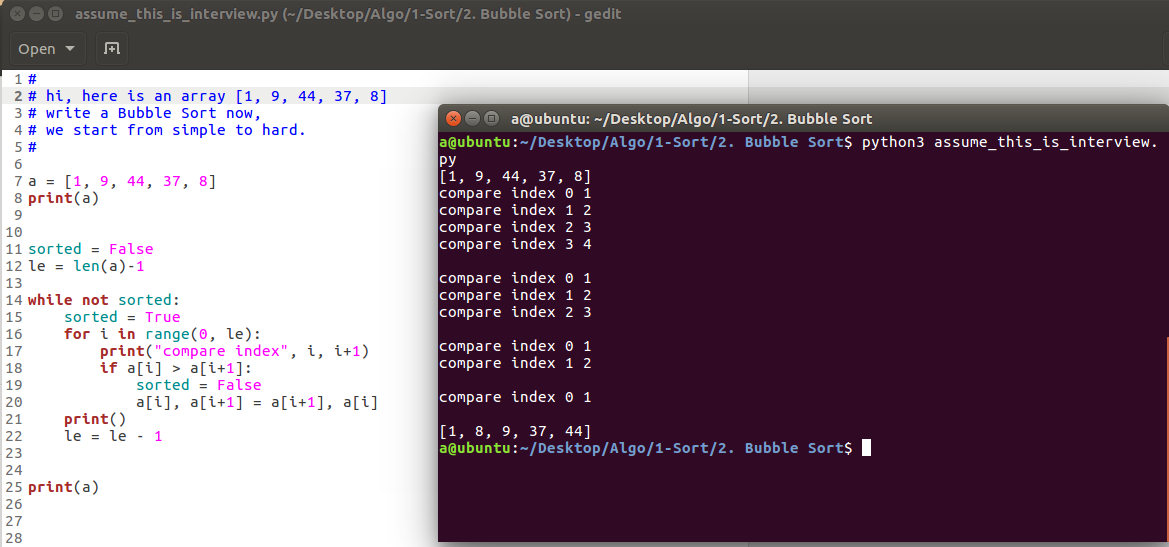 assume_this_is_interview.py (~/Desktop/Algo/1-Sort/2. Bubble Sort) - gedit
Open
1 #
2 # hi, here is an array [1, 9, 44, 37, 8]
3 # write a Bubble Sort now,
4 # we start from simple to hard.
5 #
6
7 a = [1, 9, 44, 37, 8]
8 print(a)
9
10
11 sorted = False
12 le = len(a)-1
13
14 while not sorted:
15     sorted = True
16     for i in range(0, le):
17         print("compare index", i, i+1)
18         if a[i] > a[i+1]:
19             sorted = False
20             a[i], a[i+1] = a[i+1], a[i]
21     print()
22     le = le - 1
23
24
25 print(a)
26
27
28
a@ubuntu: ~/Desktop/Algo/1-Sort/2. Bubble Sort
a@ubuntu:~/Desktop/Algo/1-Sort/2. Bubble Sort$ python3 assume_this_is_interview.
py
[1, 9, 44, 37, 8]
compare index 0 1
compare index 1 2
compare index 2 3
compare index 3 4

compare index 0 1
compare index 1 2
compare index 2 3

compare index 0 1
compare index 1 2

compare index 0 1

[1, 8, 9, 37, 44]
a@ubuntu:~/Desktop/Algo/1-Sort/2. Bubble Sort$